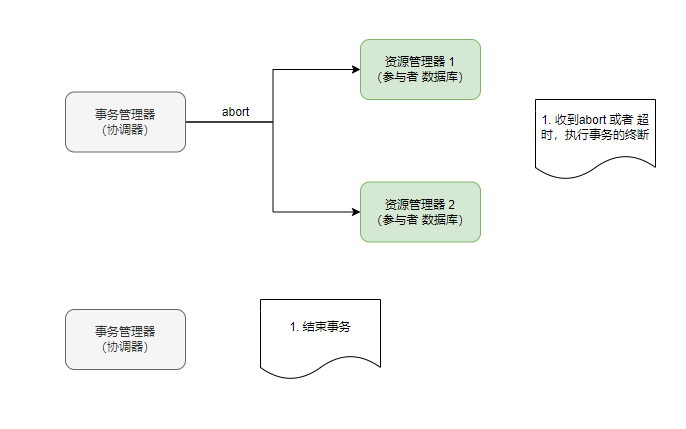 资源管理器 1
（参与者 数据库）
事务管理器
（协调器）
abort
1. 收到abort 或者 超
时，执行事务的终断
资源管理器 2
（参与者 数据库）
事务管理器
（协调器）
1. 结束事务